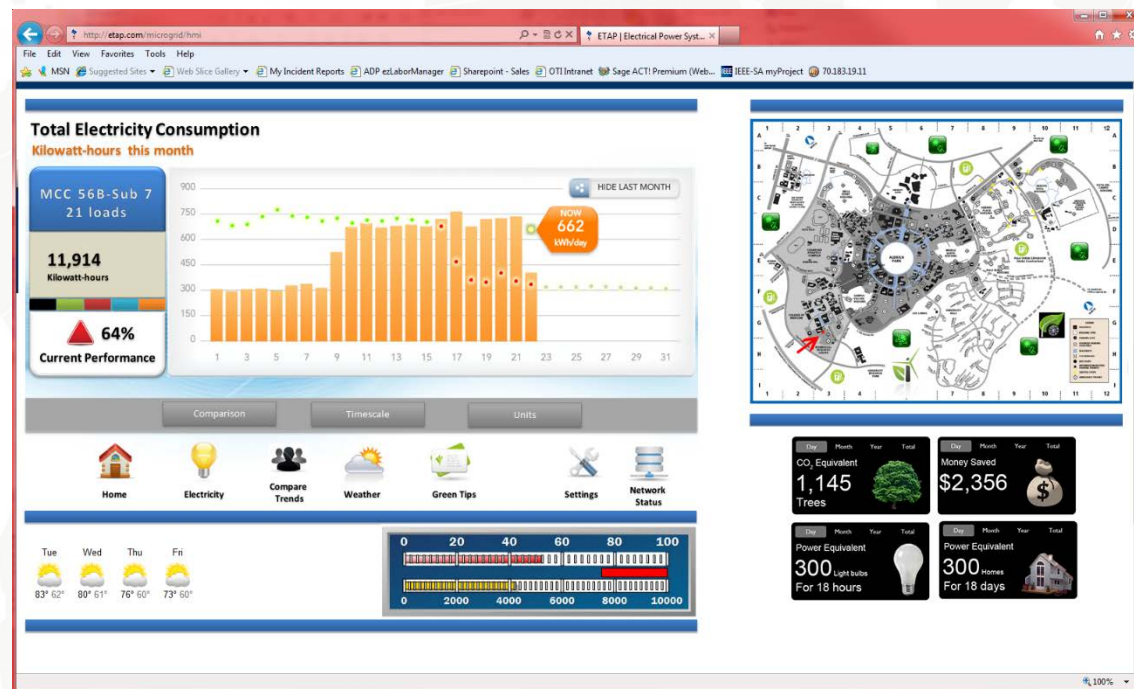 http://etap.com/microgrid/hmi
ETAP | Electrical Power Syst...
File Edit View Favorites Tools Help
MSN Suggested Sites Web Slice Gallery My Incident Reports ADP ezLaborManager Sharepoint - Sales OTI Intranet Sage ACT! Premium (Web... IEEE-SA myProject 70.183.19.11
Total Electricity Consumption
Kilowatt-hours this month
MCC 56B-Sub 7
21 loads
11,914
Kilowatt-hours
64%
Current Performance
900
750
600
450
300
150
0
1 3 5 7 9 11 13 15 17 19 21 23 25 27 29 31
HIDE LAST MONTH
NOW
662
kWh/day
Comparison Timescale Units
Home
Electricity
Compare
Trends
Weather
Green Tips
Settings
Network
Status
Tue Wed Thu Fri
83° 62° 80° 61° 76° 60° 73° 60°
0 20 40 60 80 100
0 2000 4000 6000 8000 10000
1 2 3 4 5 6 7 8 9 10 11 12
A
B
C
D
E
F
G
H
I
ALDRICH
PARK
Day Month Year Total
CO₂ Equivalent
1,145
Trees
Day Month Year Total
Money Saved
$2,356
Day Month Year Total
Power Equivalent
300 Light bulbs
For 18 hours
Day Month Year Total
Power Equivalent
300 Homes
For 18 days
100%